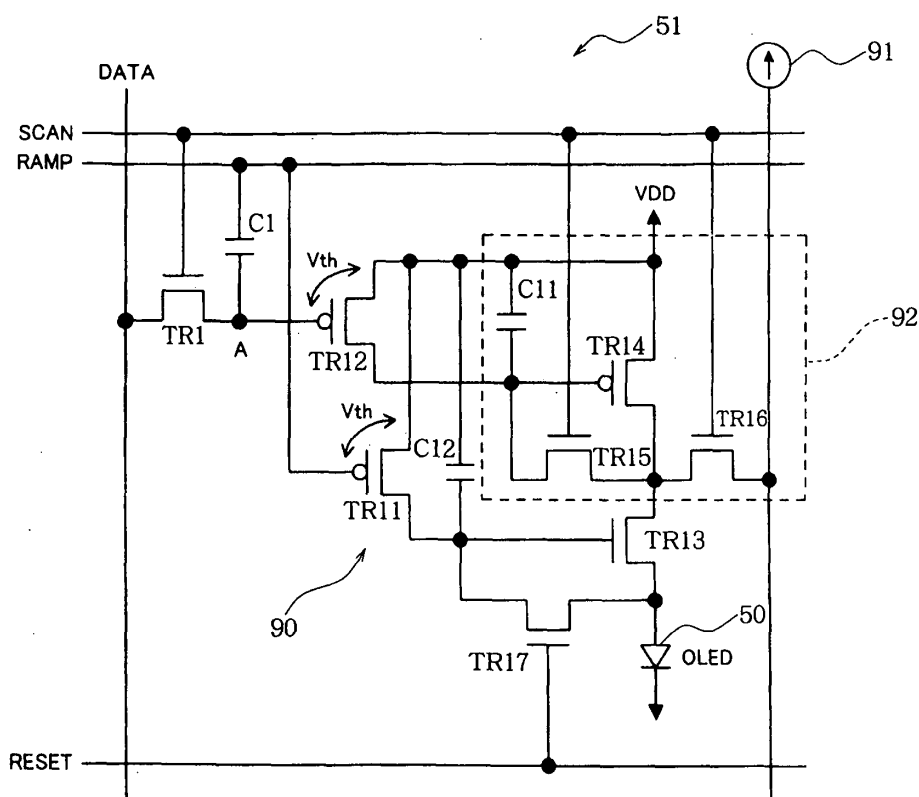 51
91
DATA
SCAN
RAMP
VDD
C1
Vth
C11
92
TR1
A
TR12
TR14
Vth
TR16
C12
TR15
TR11
TR13
90
50
TR17
OLED
RESET